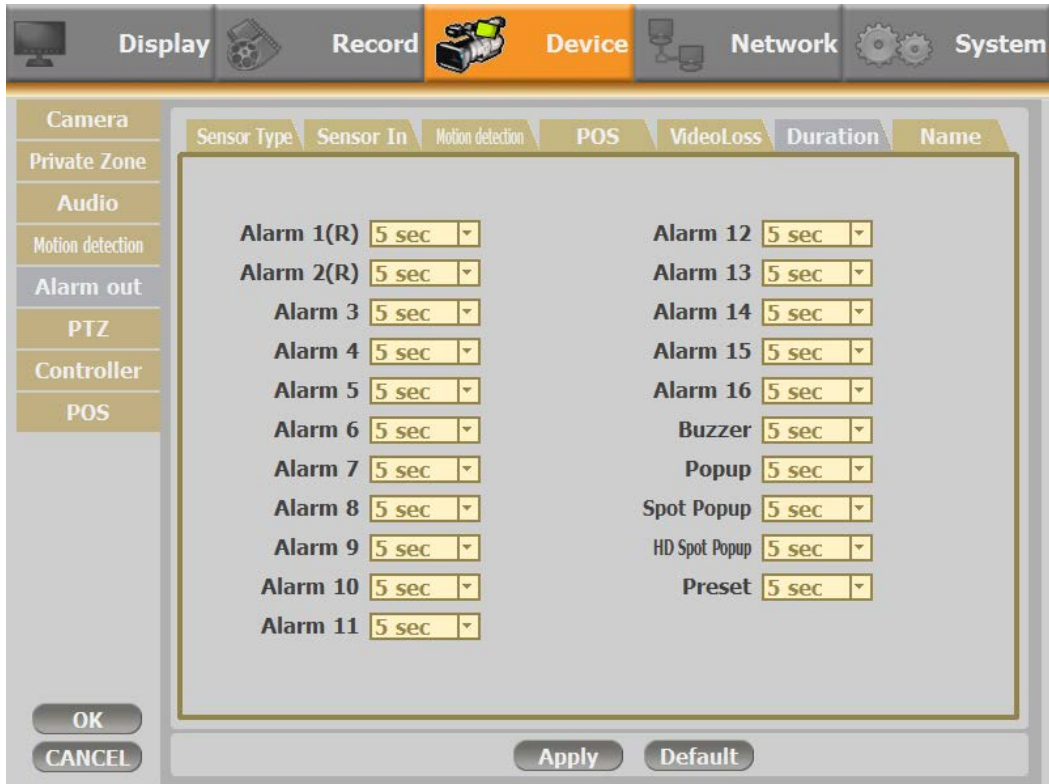 Display Record Device Network System
Camera
Private Zone
Audio
Motion detection
Alarm out
PTZ
Controller
POS
OK
CANCEL
Sensor Type Sensor In Motion detection POS VideoLoss Duration Name
Alarm 1(R) 5 sec
Alarm 2(R) 5 sec
Alarm 3 5 sec
Alarm 4 5 sec
Alarm 5 5 sec
Alarm 6 5 sec
Alarm 7 5 sec
Alarm 8 5 sec
Alarm 9 5 sec
Alarm 10 5 sec
Alarm 11 5 sec
Alarm 12 5 sec
Alarm 13 5 sec
Alarm 14 5 sec
Alarm 15 5 sec
Alarm 16 5 sec
Buzzer 5 sec
Popup 5 sec
Spot Popup 5 sec
HD Spot Popup 5 sec
Preset 5 sec
Apply Default